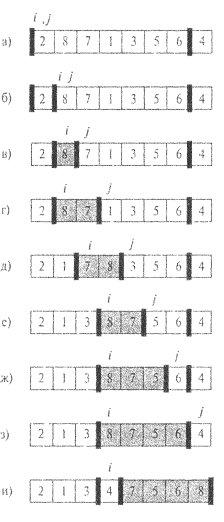 i ,j
а) 2 8 7 1 3 5 6 4
i j
б) 2 8 7 1 3 5 6 4
i j
в) 2 8 7 1 3 5 6 4
i j
г) 2 8 7 1 3 5 6 4
i j
д) 2 1 7 8 3 5 6 4
i j
е) 2 1 3 8 7 5 6 4
i j
ж) 2 1 3 8 7 5 6 4
i j
з) 2 1 3 8 7 5 6 4
i
и) 2 1 3 4 7 5 6 8